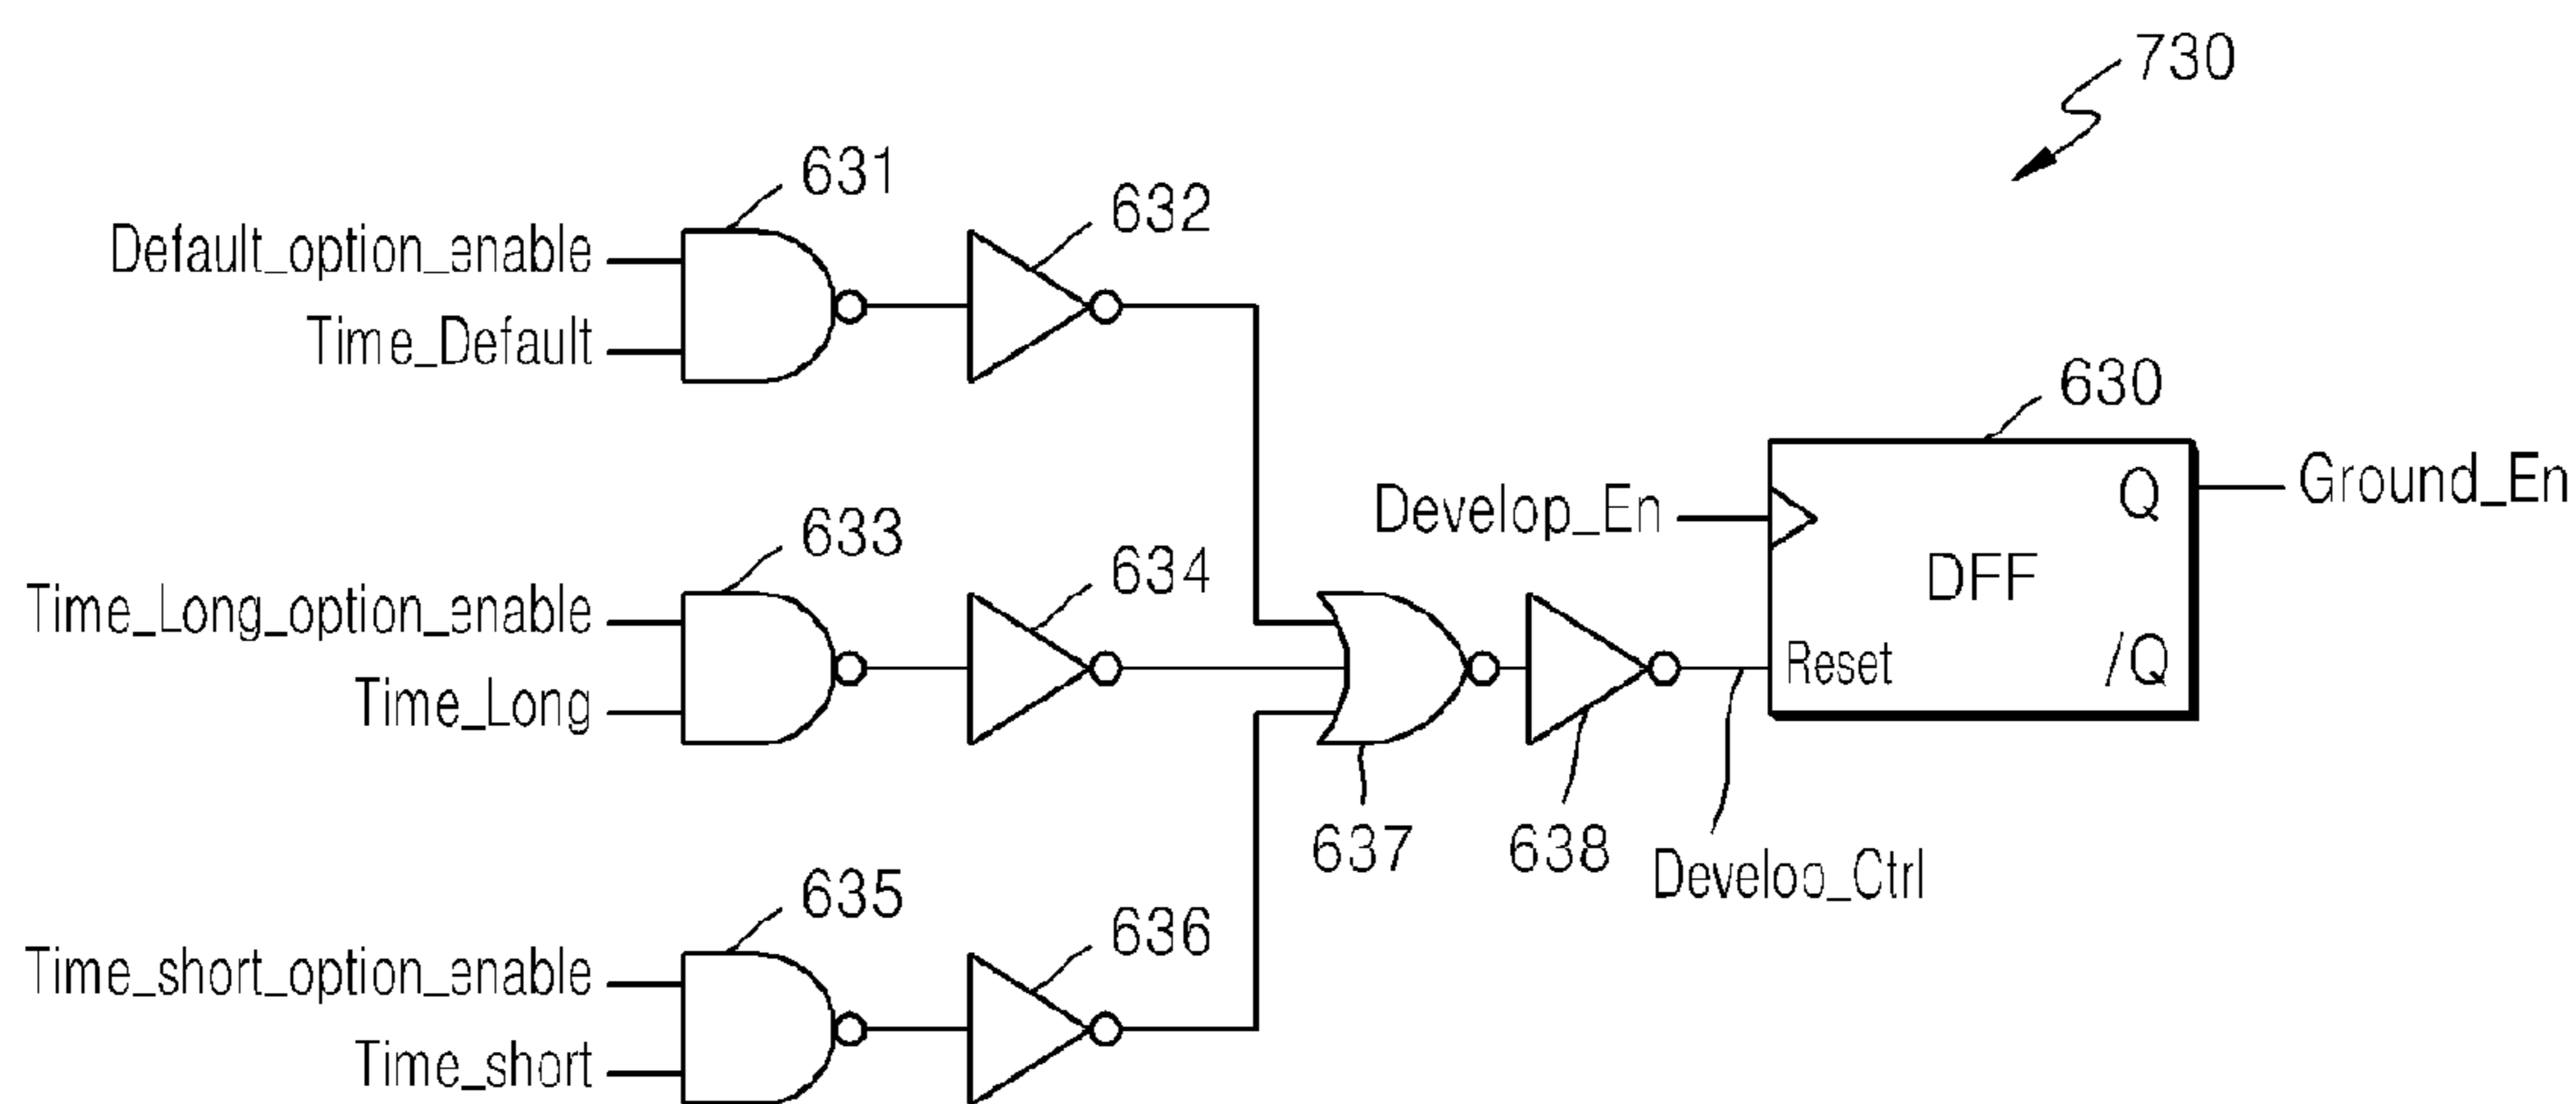 730
631
632
Default_option_enable
Time_Default
630
633
634
Time_Long_option_enable
Time_Long
Develop_En
Q
DFF
Reset
/Q
Ground_En
637
638
Develop_Ctrl
635
636
Time_short_option_enable
Time_short